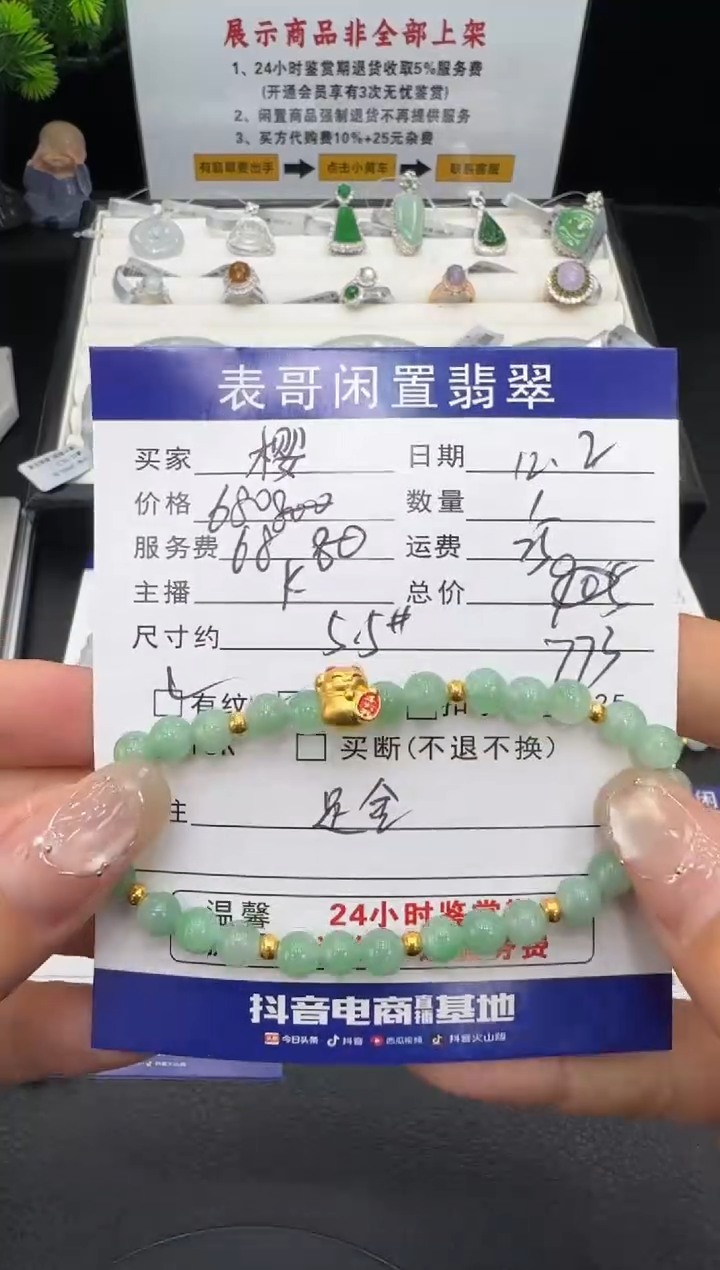 展示商品非全部上架
1、24小时鉴赏期退货收取5%服务费
(开通会员享有3次无忧鉴赏)
2、闲置商品强制退货不再提供服务
3、买方代购费10%+25元杂费
点击小黄车
联系客服
表哥闲置翡翠
买家 樱 日期 12.2
价格 680 800 数量 1
服务费 68 80 运费 25
主播 K 总价 905
773
尺寸约 5.5#
有纹
买断(不退不换)
足金
温馨 24小时鉴赏
务费
抖音电商直播基地
今日头条 抖音 西瓜视频 抖音火山版